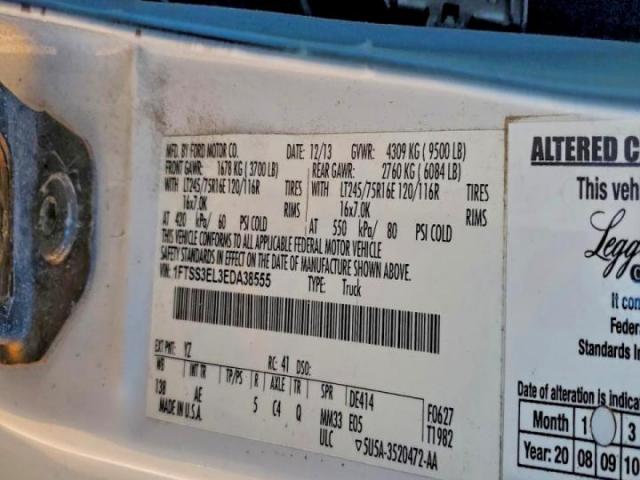 MFD. BY FORD MOTOR CO.
DATE: 12/13 GVWR: 4309 KG ( 9500 LB)
FRONT GAWR: 1678 KG ( 3700 LB) REAR GAWR: 2760 KG ( 6084 LB)
WITH LT245/75R16E 120/116R TIRES WITH LT245/75R16E 120/116R TIRES
16x7.0K RIMS 16x7.0K RIMS
AT 420 kPa/ 60 PSI COLD AT 550 kPa/ 80 PSI COLD
THIS VEHICLE CONFORMS TO ALL APPLICABLE FEDERAL MOTOR VEHICLE
SAFETY STANDARDS IN EFFECT ON THE DATE OF MANUFACTURE SHOWN ABOVE.
VIN: 1FTSS3EL3EDA38555
TYPE: Truck
EXT PNT: YZ RC: 41 DSO:
WB INT TR TP/PS R AXLE TR SPR DE414 F0627
138 AE 5 C4 Q MM33 E05 T1982
MADE IN U.S.A. ULC 5U5A-3520472-AA
ALTERED
This vehi
Legg
It con
Feder
Standards In
Date of alteration is indica
Month 1 3
Year: 20 08 09 10